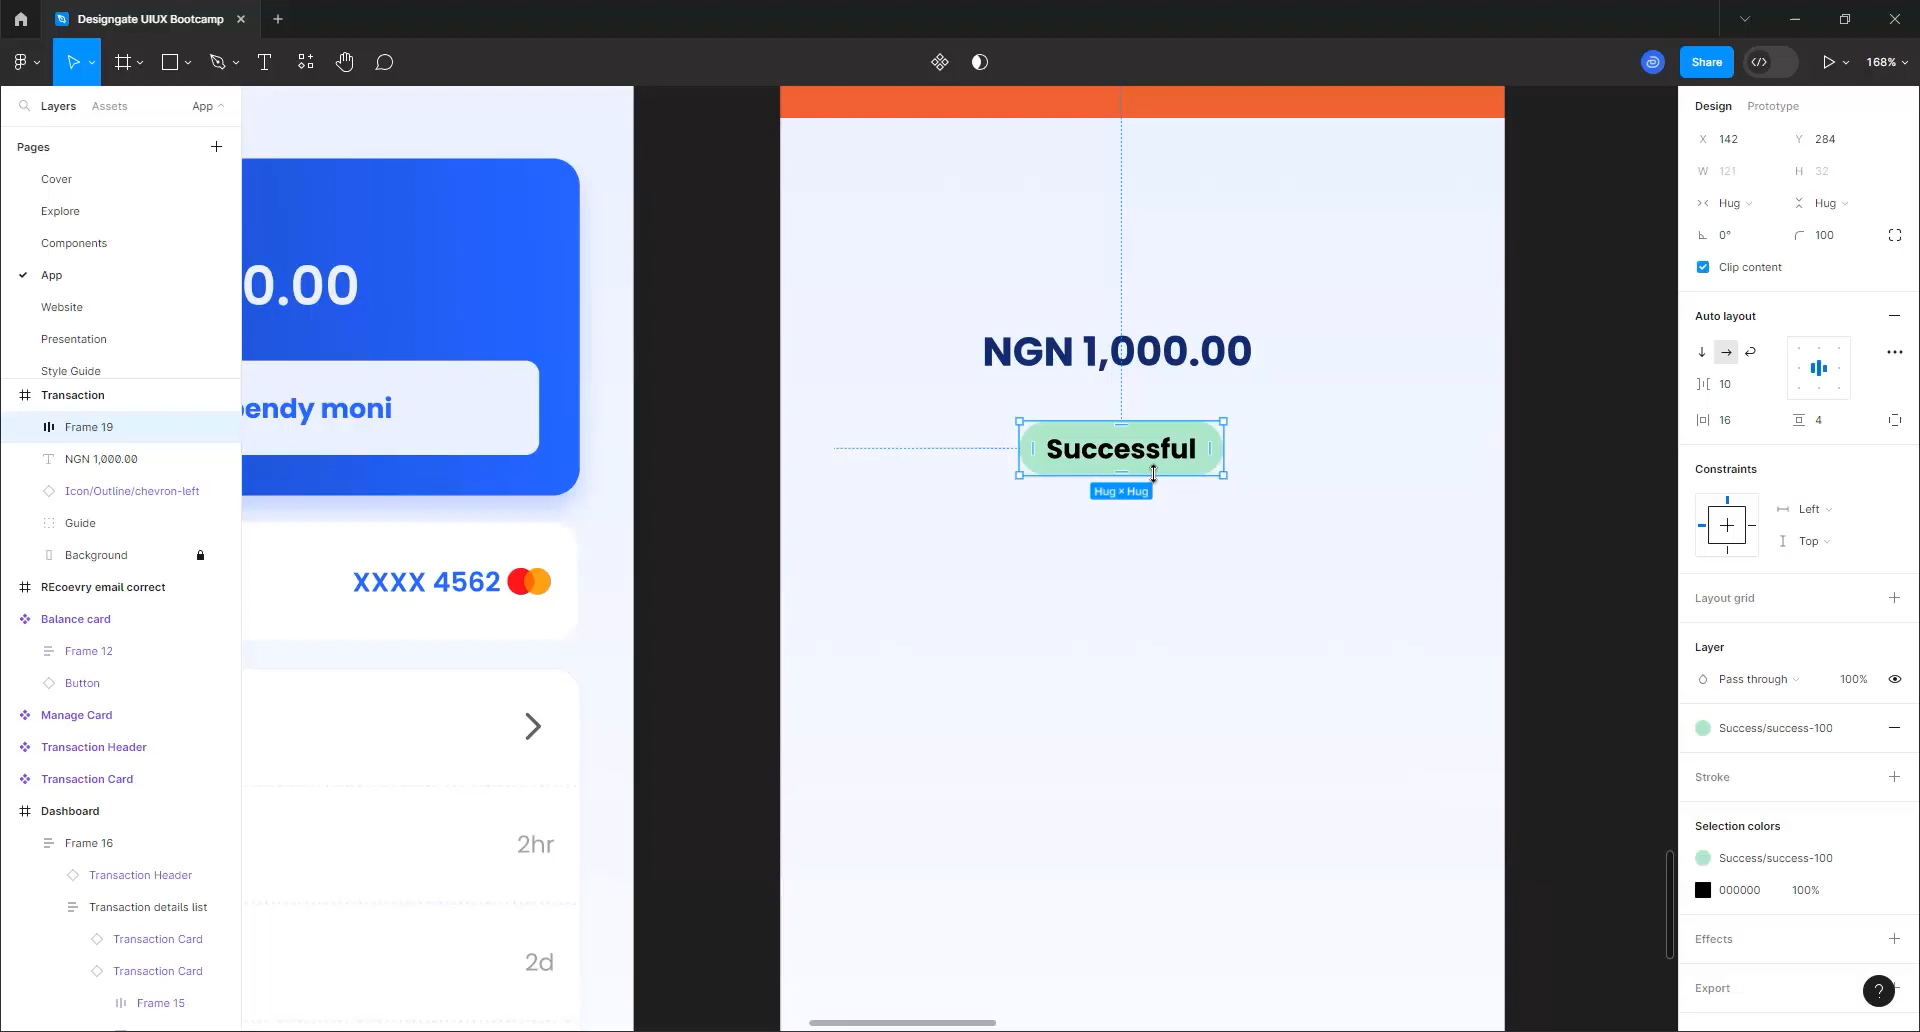 Designgate UIUX Bootcamp
Share
168%
Layers
Assets
App
Pages
Cover
Explore
Components
App
Website
Presentation
Style Guide
Transaction
Frame 19
NGN 1,000.00
Icon/Outline/chevron-left
Guide
Background
REcoevry email correct
Balance card
Frame 12
Button
Manage Card
Transaction Header
Transaction Card
Dashboard
Frame 16
Transaction Header
Transaction details list
Transaction Card
Transaction Card
Frame 15
0.00
endy moni
XXXX 4562
2hr
2d
NGN 1,000.00
Successful
Hug × Hug
Design
Prototype
X 142
Y 284
W 121
H 32
Hug
Hug
0°
100
Clip content
Auto layout
10
16
4
Constraints
Left
Top
Layout grid
Layer
Pass through
100%
Success/success-100
Stroke
Selection colors
Success/success-100
000000
100%
Effects
Export
?